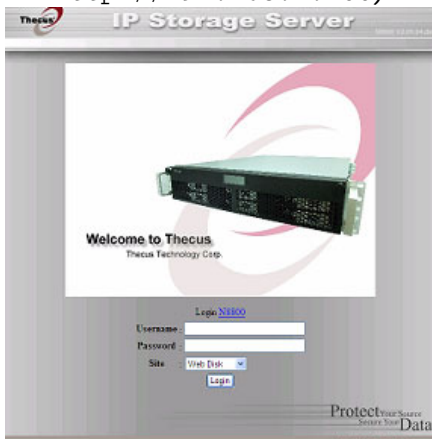 Thecus
IP Storage Server
Welcome to Thecus
Thecus Technology Corp.
Login N8800
Username :
Password :
Site : Web Disk
Login
Protect Your Source
Secure Your Data